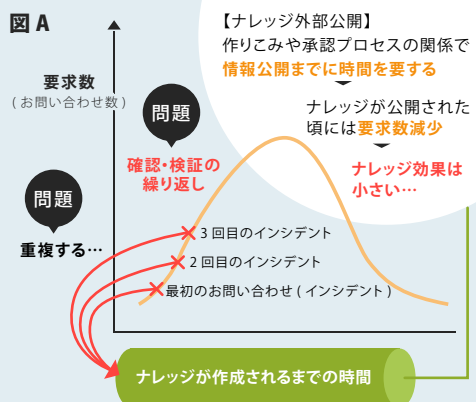 図 A
要求数
( お問い合わせ数 )
問題
確認・検証の
繰り返し
問題
重複する…
【ナレッジ外部公開】
作りこみや承認プロセスの関係で
情報公開までに時間を要する
ナレッジが公開された
頃には要求数減少
ナレッジ効果は
小さい…
3 回目のインシデント
2 回目のインシデント
最初のお問い合わせ ( インシデント )
ナレッジが作成されるまでの時間